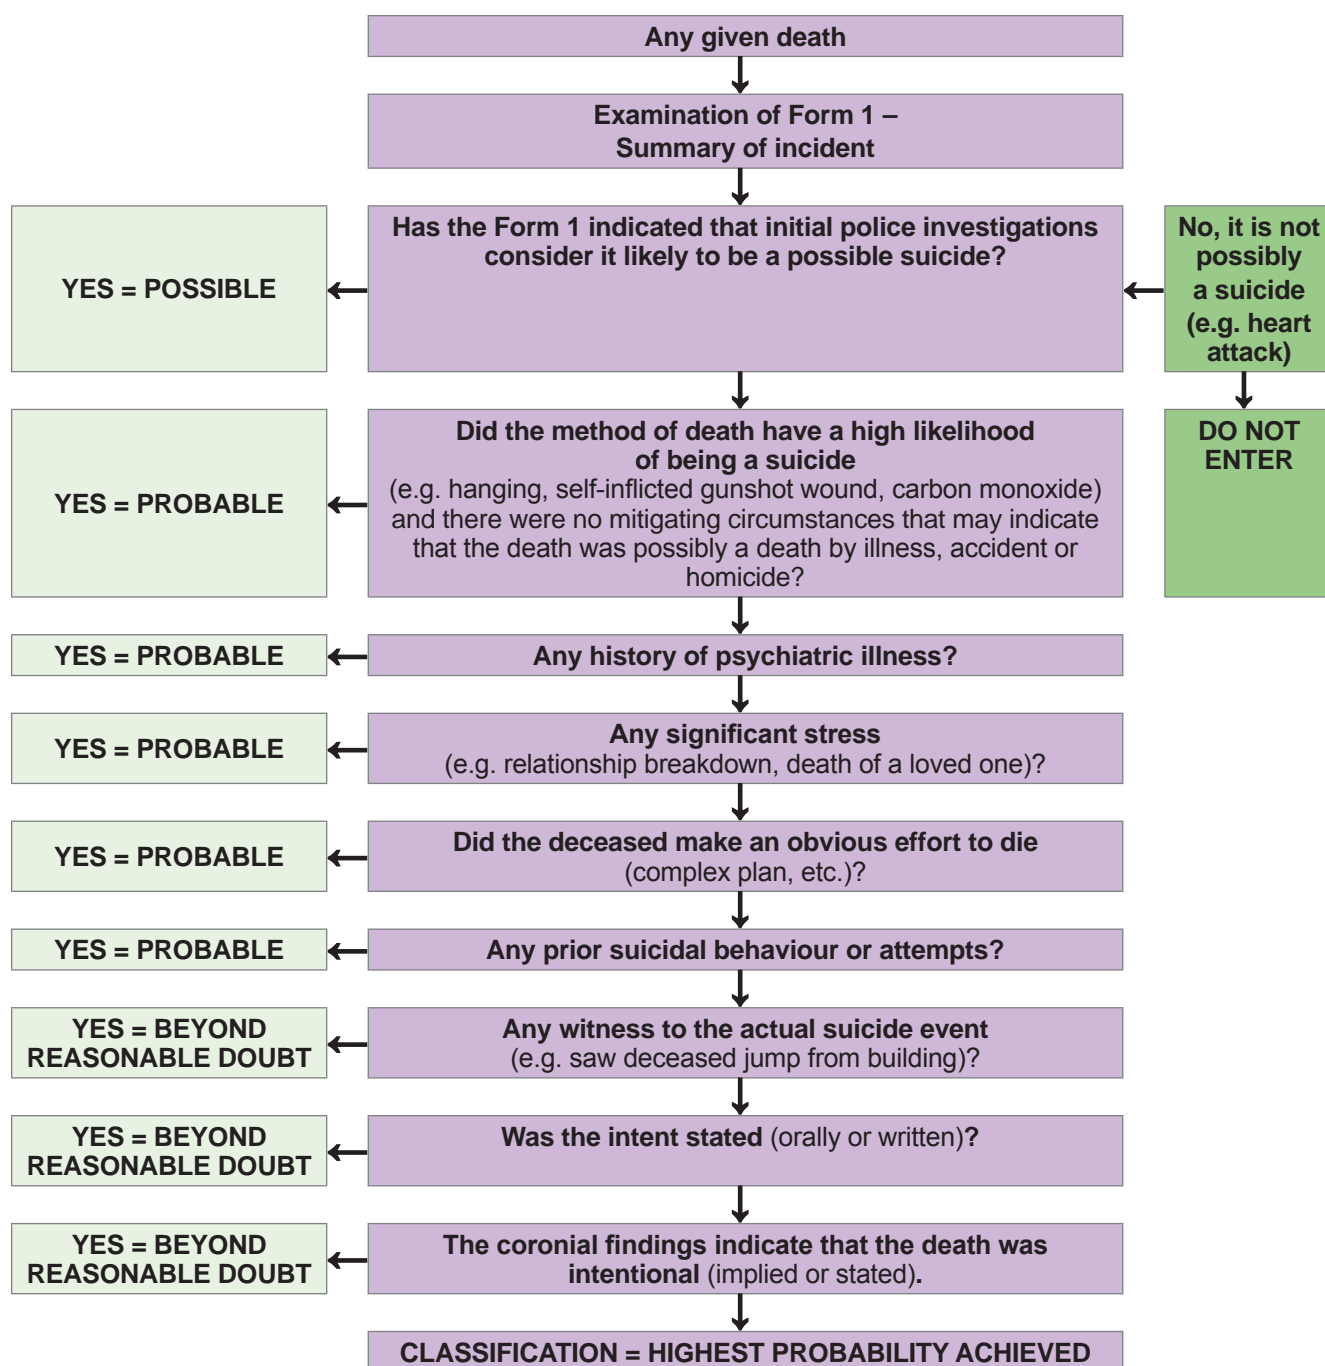 Any given death
Examination of Form 1 –
Summary of incident
YES = POSSIBLE
Has the Form 1 indicated that initial police investigations
consider it likely to be a possible suicide?
No, it is not
possibly
a suicide
(e.g. heart
attack)
YES = PROBABLE
Did the method of death have a high likelihood
of being a suicide
(e.g. hanging, self-inflicted gunshot wound, carbon monoxide)
and there were no mitigating circumstances that may indicate
that the death was possibly a death by illness, accident or
homicide?
DO NOT
ENTER
YES = PROBABLE
Any history of psychiatric illness?
YES = PROBABLE
Any significant stress
(e.g. relationship breakdown, death of a loved one)?
YES = PROBABLE
Did the deceased make an obvious effort to die
(complex plan, etc.)?
YES = PROBABLE
Any prior suicidal behaviour or attempts?
YES = BEYOND
REASONABLE DOUBT
Any witness to the actual suicide event
(e.g. saw deceased jump from building)?
YES = BEYOND
REASONABLE DOUBT
Was the intent stated (orally or written)?
YES = BEYOND
REASONABLE DOUBT
The coronial findings indicate that the death was
intentional (implied or stated).
CLASSIFICATION = HIGHEST PROBABILITY ACHIEVED